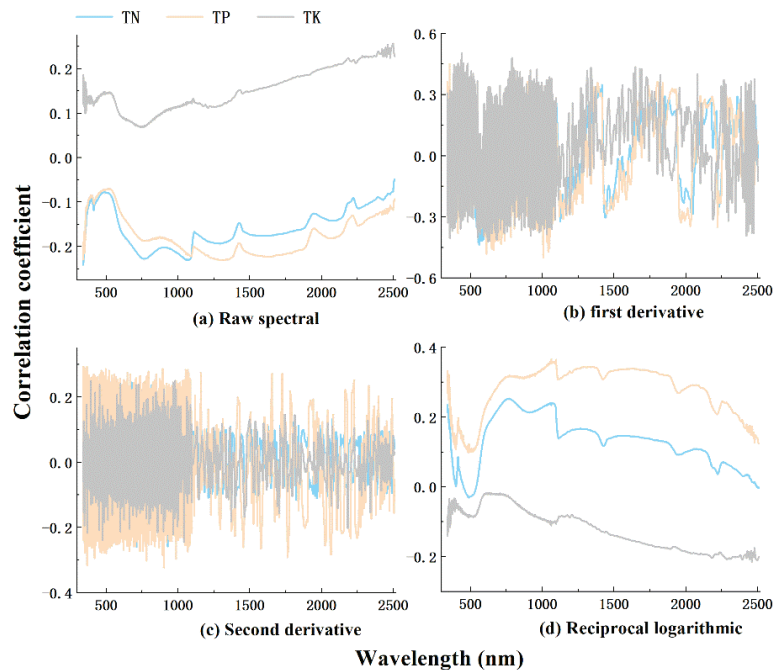 TN TP TK
0.2
0.1
0.0
-0.1
-0.2
500 1000 1500 2000 2500
(a) Raw spectral
0.6
0.3
0.0
-0.3
-0.6
500 1000 1500 2000 2500
(b) first derivative
Correlation coefficient
0.2
0.0
-0.2
-0.4
500 1000 1500 2000 2500
(c) Second derivative
0.4
0.2
0.0
-0.2
500 1000 1500 2000 2500
(d) Reciprocal logarithmic
Wavelength (nm)